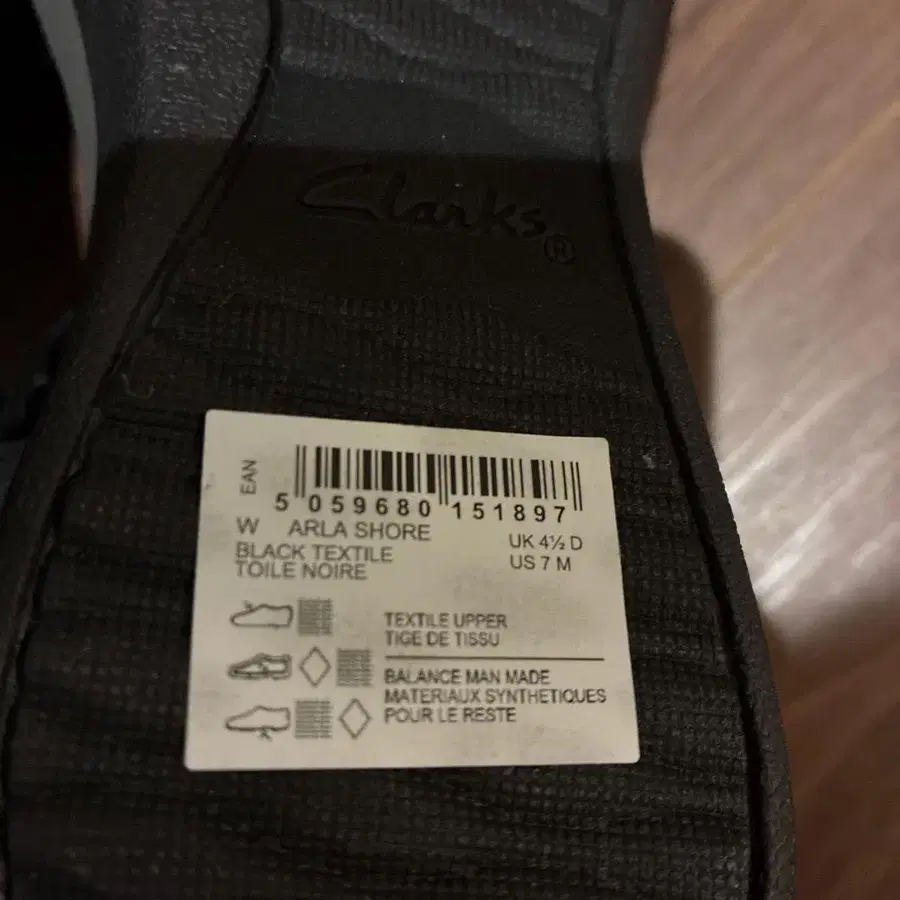 Clarks®
EAN
5 059680 151897
W ARLA SHORE
UK 4½ D
BLACK TEXTILE
US 7 M
TOILE NOIRE
TEXTILE UPPER
TIGE DE TISSU
BALANCE MAN MADE
MATERIAUX SYNTHETIQUES
POUR LE RESTE